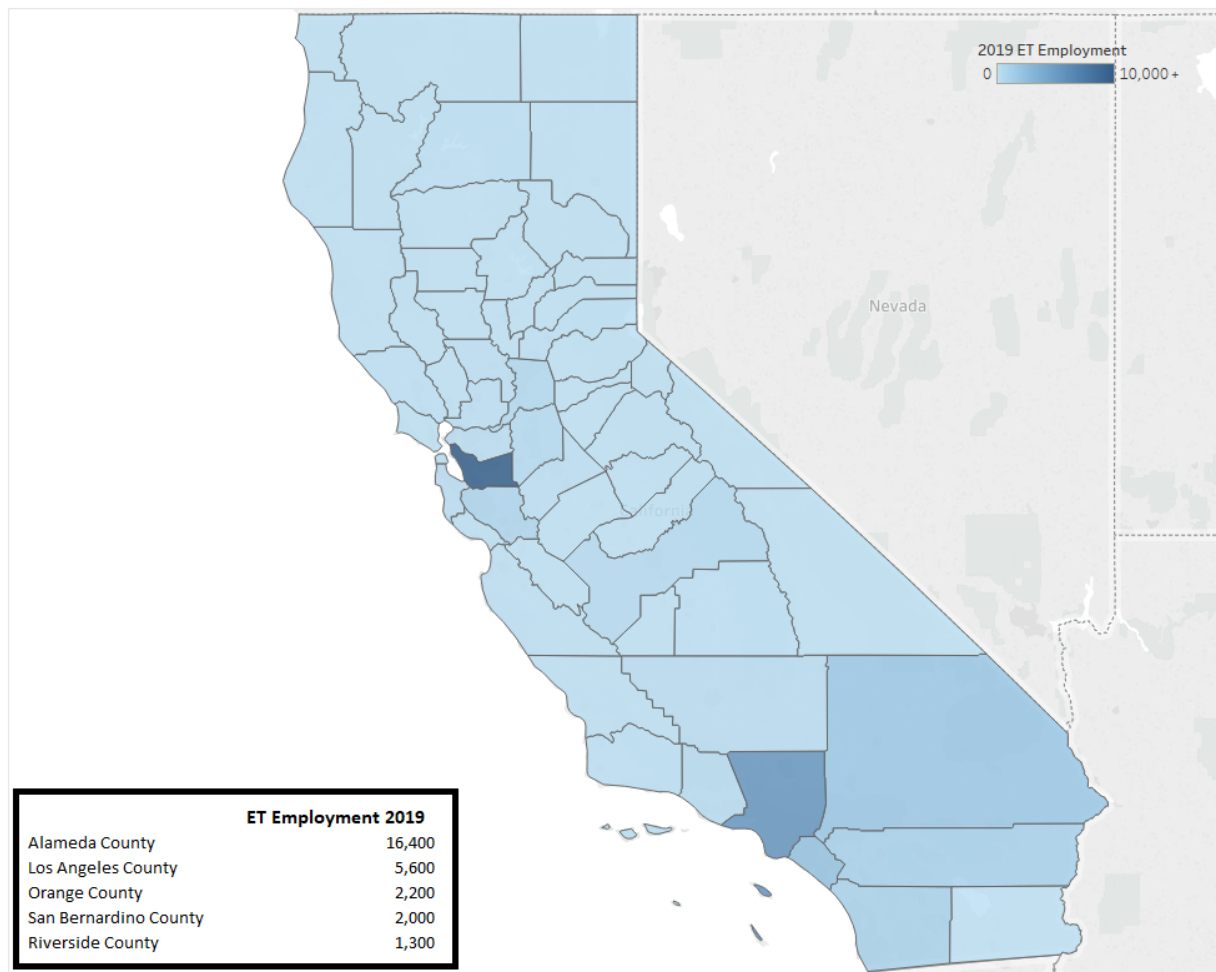 2019 ET Employment
0 10,000 +
Nevada
California
ET Employment 2019
Alameda County 16,400
Los Angeles County 5,600
Orange County 2,200
San Bernardino County 2,000
Riverside County 1,300